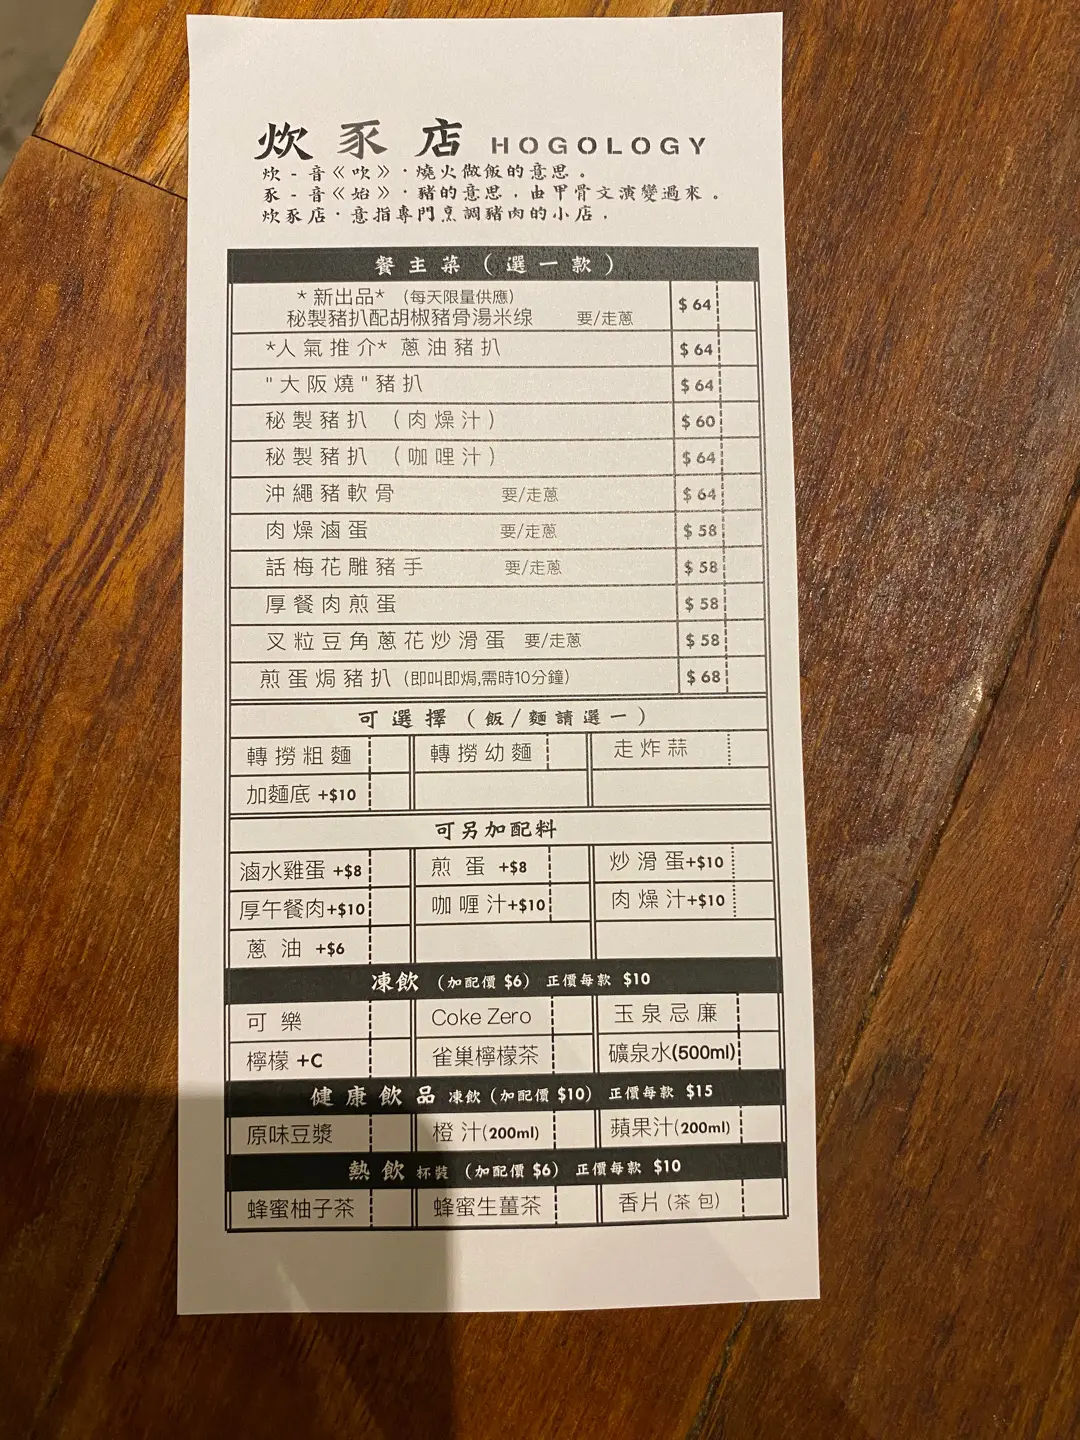 炊豕店 HOGOLOGY
炊 - 音《吹》‧燒火做飯的意思。
豕 - 音《始》‧豬的意思，由甲骨文演變過來。
炊豕店‧意指專門烹調豬肉的小店，
餐主菜（選一款）
*新出品*（每天限量供應）
秘製豬扒配胡椒豬骨湯米线 要/走蔥 $ 64
*人氣推介* 蔥油豬扒 $ 64
"大阪燒"豬扒 $ 64
秘製豬扒（肉燥汁） $ 60
秘製豬扒（咖哩汁） $ 64
沖繩豬軟骨 要/走蔥 $ 64
肉燥滷蛋 要/走蔥 $ 58
話梅花雕豬手 要/走蔥 $ 58
厚餐肉煎蛋 $ 58
叉粒豆角蔥花炒滑蛋 要/走蔥 $ 58
煎蛋焗豬扒（即叫即焗,需時10分鐘） $ 68
可選擇（飯/麵請選一）
轉撈粗麵 轉撈幼麵 走炸蒜
加麵底 +$10
可另加配料
滷水雞蛋 +$8 煎蛋 +$8 炒滑蛋+$10
厚午餐肉+$10 咖喱汁+$10 肉燥汁+$10
蔥油 +$6
凍飲（加配價 $6） 正價每款 $10
可樂 Coke Zero 玉泉忌廉
檸檬 +C 雀巢檸檬茶 礦泉水(500ml)
健康飲品 凍飲（加配價 $10） 正價每款 $15
原味豆漿 橙汁(200ml) 蘋果汁(200ml)
熱飲 杯裝（加配價 $6） 正價每款 $10
蜂蜜柚子茶 蜂蜜生薑茶 香片（茶包）